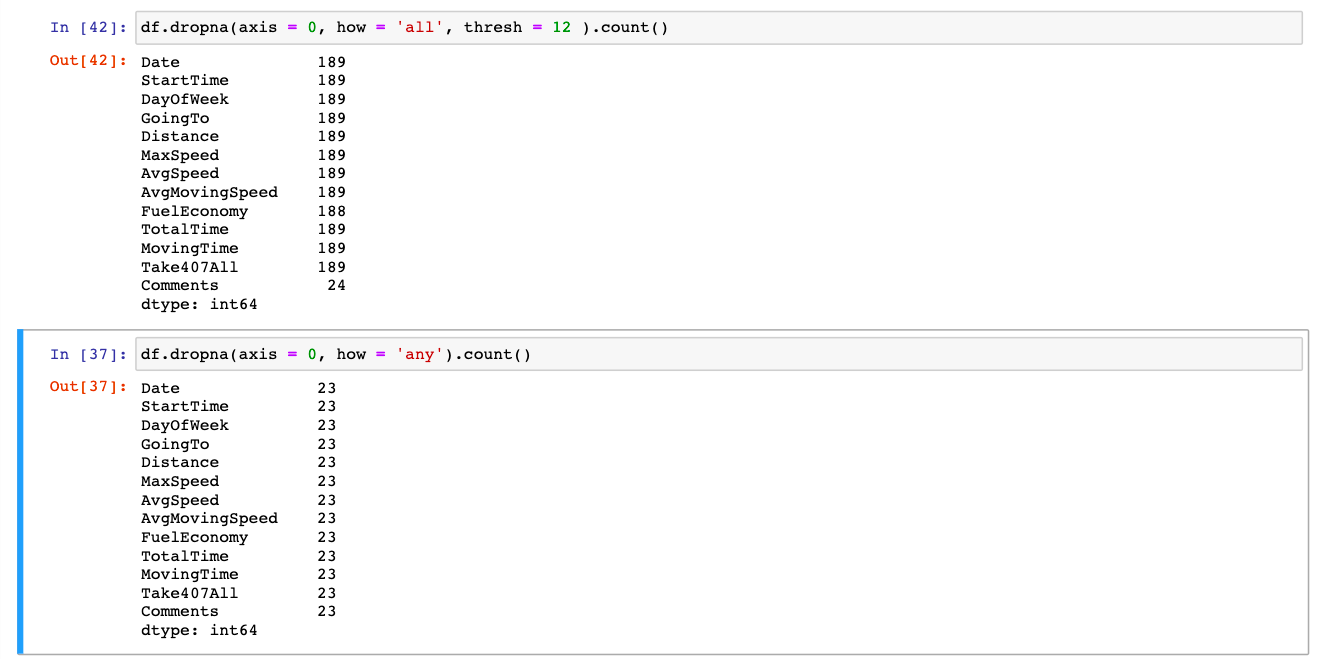 In [42]: df.dropna(axis = 0, how = 'all', thresh = 12 ).count()
Out[42]: Date 189
StartTime 189
DayOfWeek 189
GoingTo 189
Distance 189
MaxSpeed 189
AvgSpeed 189
AvgMovingSpeed 189
FuelEconomy 188
TotalTime 189
MovingTime 189
Take407All 189
Comments 24
dtype: int64
In [37]: df.dropna(axis = 0, how = 'any').count()
Out[37]: Date 23
StartTime 23
DayOfWeek 23
GoingTo 23
Distance 23
MaxSpeed 23
AvgSpeed 23
AvgMovingSpeed 23
FuelEconomy 23
TotalTime 23
MovingTime 23
Take407All 23
Comments 23
dtype: int64